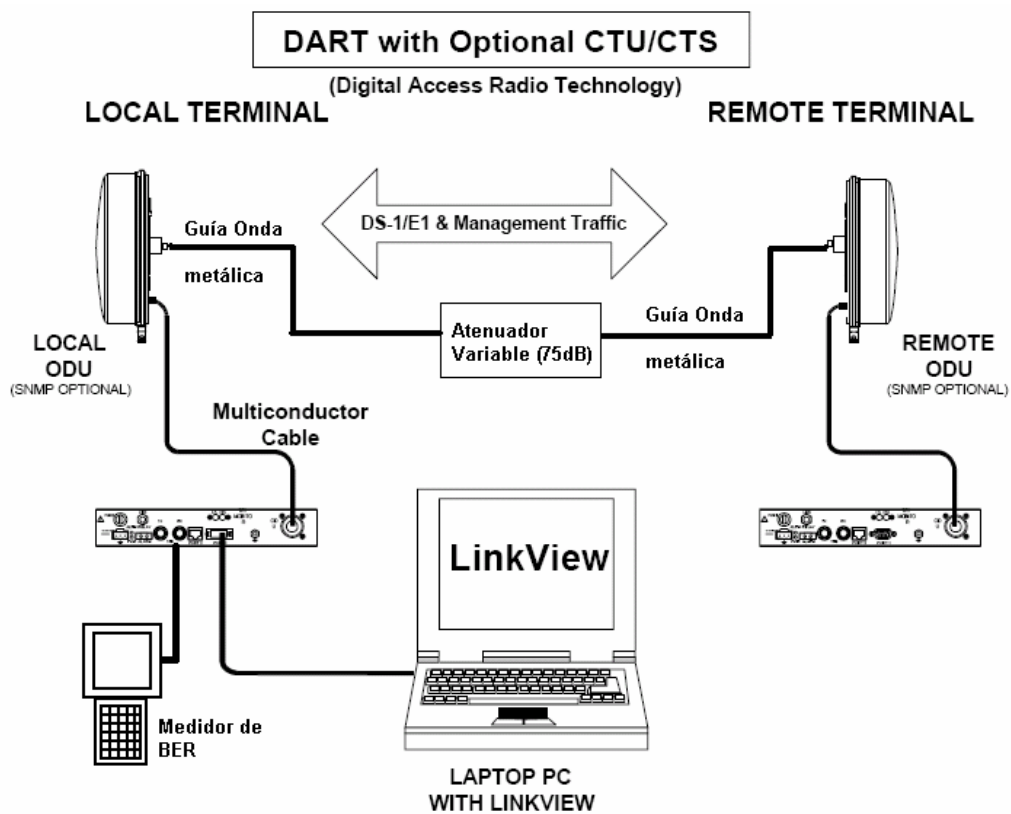 DART with Optional CTU/CTS
(Digital Access Radio Technology)
LOCAL TERMINAL
REMOTE TERMINAL
DS-1/E1 & Management Traffic
Guía Onda
metálica
Atenuador
Variable (75dB)
Guía Onda
metálica
LOCAL
ODU
(SNMP OPTIONAL)
REMOTE
ODU
(SNMP OPTIONAL)
Multiconductor
Cable
LinkView
Medidor de
BER
LAPTOP PC
WITH LINKVIEW